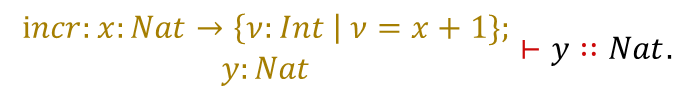 incr: x: Nat → {ν: Int | ν = x + 1};
y: Nat
⊢ y ∷ Nat.